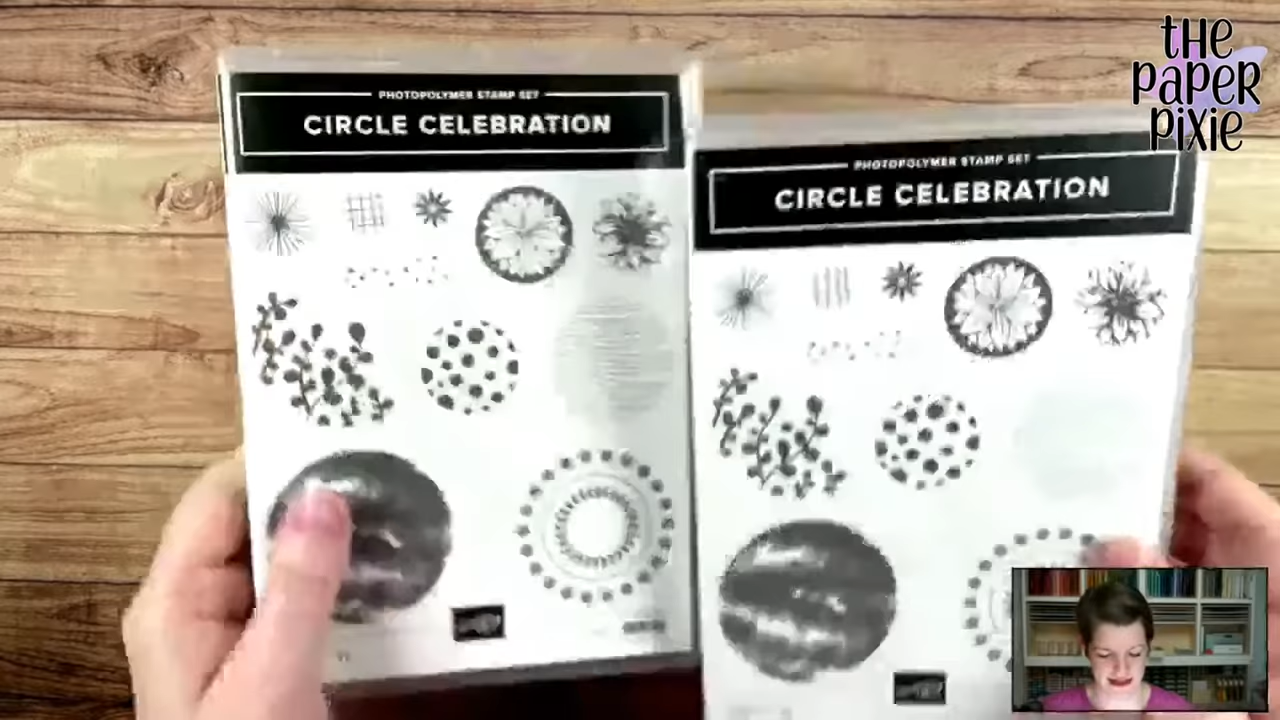 PHOTOPOLYMER STAMP SET
CIRCLE CELEBRATION
PHOTOPOLYMER STAMP SET
CIRCLE CELEBRATION
tHE
PAPER
PiXiE